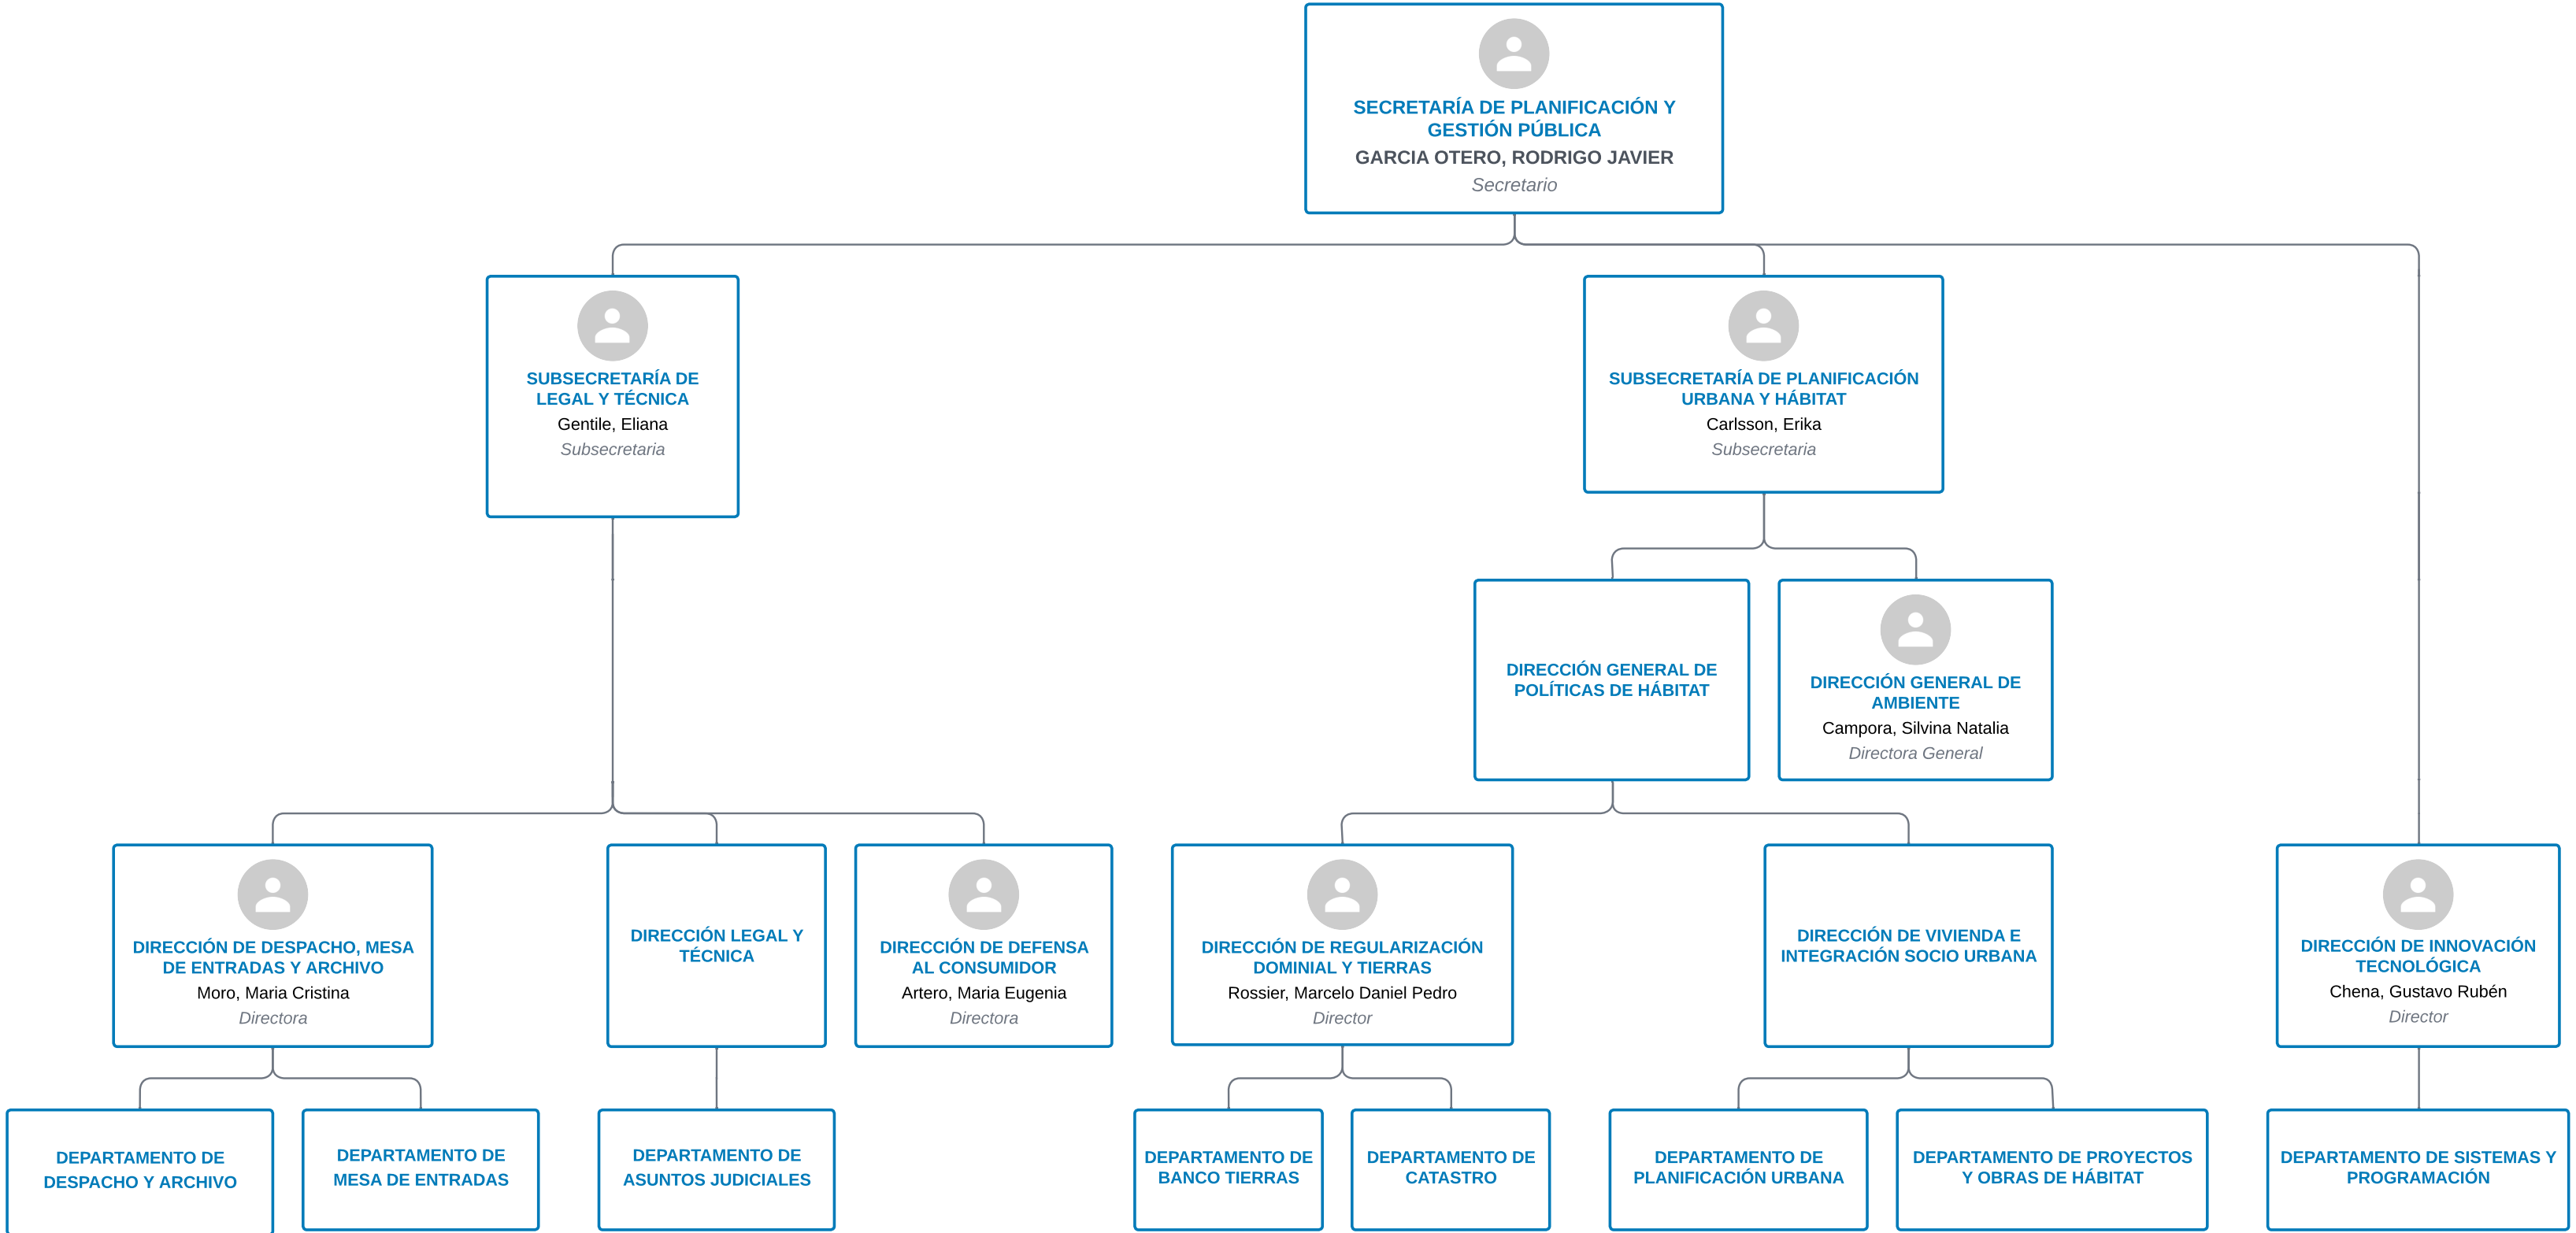 SECRETARÍA DE PLANIFICACIÓN Y
GESTIÓN PÚBLICA
GARCIA OTERO, RODRIGO JAVIER
Secretario
SUBSECRETARÍA DE
LEGAL Y TÉCNICA
Gentile, Eliana
Subsecretaria
SUBSECRETARÍA DE PLANIFICACIÓN
URBANA Y HÁBITAT
Carlsson, Erika
Subsecretaria
DIRECCIÓN GENERAL DE
POLÍTICAS DE HÁBITAT
DIRECCIÓN GENERAL DE
AMBIENTE
Campora, Silvina Natalia
Directora General
DIRECCIÓN DE DESPACHO, MESA
DE ENTRADAS Y ARCHIVO
Moro, Maria Cristina
Directora
DIRECCIÓN LEGAL Y
TÉCNICA
DIRECCIÓN DE DEFENSA
AL CONSUMIDOR
Artero, Maria Eugenia
Directora
DIRECCIÓN DE REGULARIZACIÓN
DOMINIAL Y TIERRAS
Rossier, Marcelo Daniel Pedro
Director
DIRECCIÓN DE VIVIENDA E
INTEGRACIÓN SOCIO URBANA
DIRECCIÓN DE INNOVACIÓN
TECNOLÓGICA
Chena, Gustavo Rubén
Director
DEPARTAMENTO DE
DESPACHO Y ARCHIVO
DEPARTAMENTO DE
MESA DE ENTRADAS
DEPARTAMENTO DE
ASUNTOS JUDICIALES
DEPARTAMENTO DE
BANCO TIERRAS
DEPARTAMENTO DE
CATASTRO
DEPARTAMENTO DE
PLANIFICACIÓN URBANA
DEPARTAMENTO DE PROYECTOS
Y OBRAS DE HÁBITAT
DEPARTAMENTO DE SISTEMAS Y
PROGRAMACIÓN